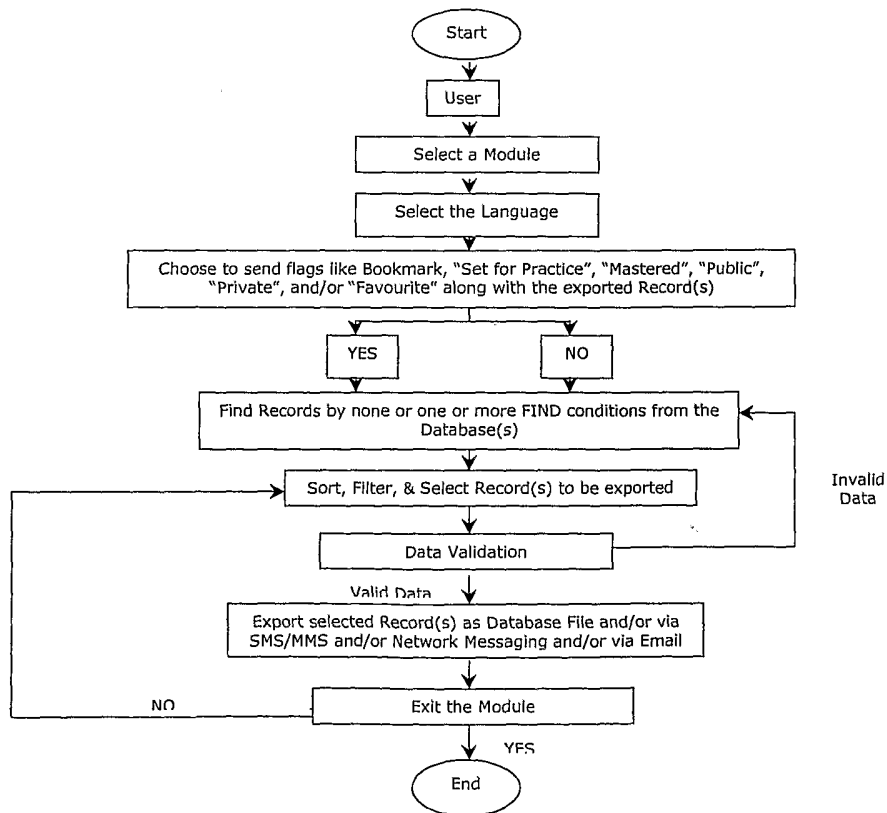 Start
User
Select a Module
Select the Language
Choose to send flags like Bookmark, “Set for Practice”, “Mastered”, “Public”,
“Private”, and/or “Favourite” along with the exported Record(s)
YES
NO
Find Records by none or one or more FIND conditions from the
Database(s)
Sort, Filter, & Select Record(s) to be exported
Invalid
Data
Data Validation
Valid Data
Export selected Record(s) as Database File and/or via
SMS/MMS and/or Network Messaging and/or via Email
Exit the Module
NO
YES
End